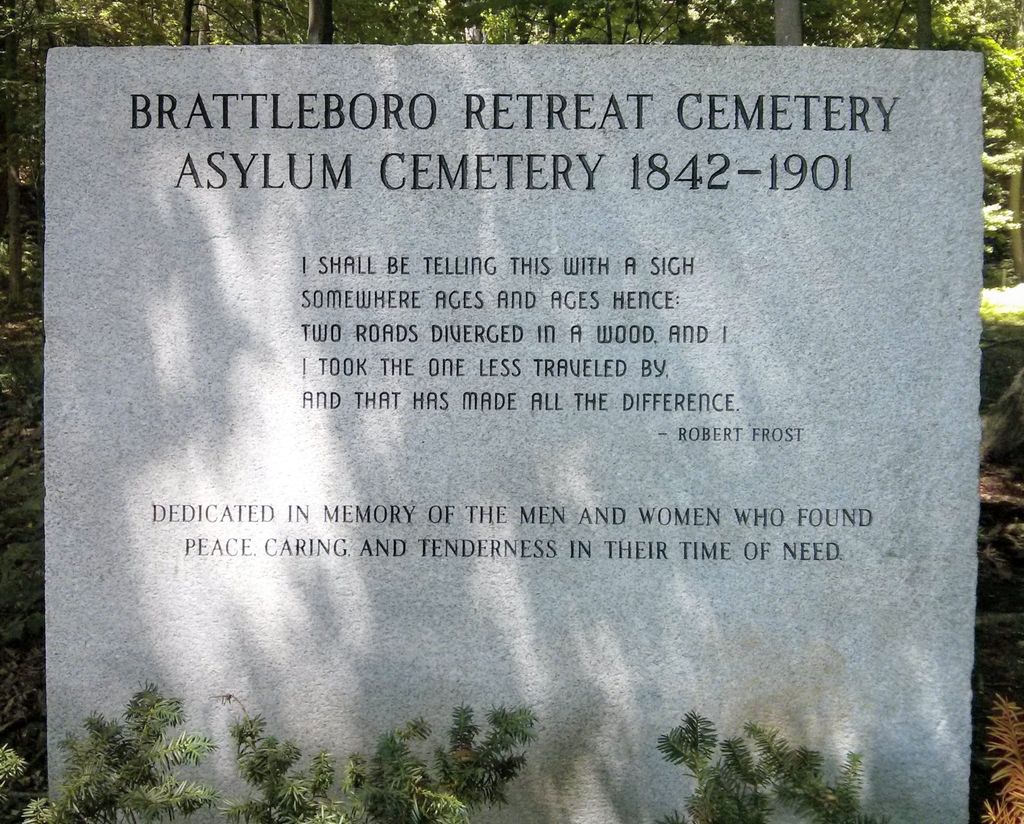 BRATTLEBORO RETREAT CEMETERY
ASYLUM CEMETERY 1842-1901
I SHALL BE TELLING THIS WITH A SIGH
SOMEWHERE AGES AND AGES HENCE:
TWO ROADS DIVERGED IN A WOOD, AND I
I TOOK THE ONE LESS TRAVELED BY,
AND THAT HAS MADE ALL THE DIFFERENCE.
- ROBERT FROST
DEDICATED IN MEMORY OF THE MEN AND WOMEN WHO FOUND
PEACE, CARING, AND TENDERNESS IN THEIR TIME OF NEED.